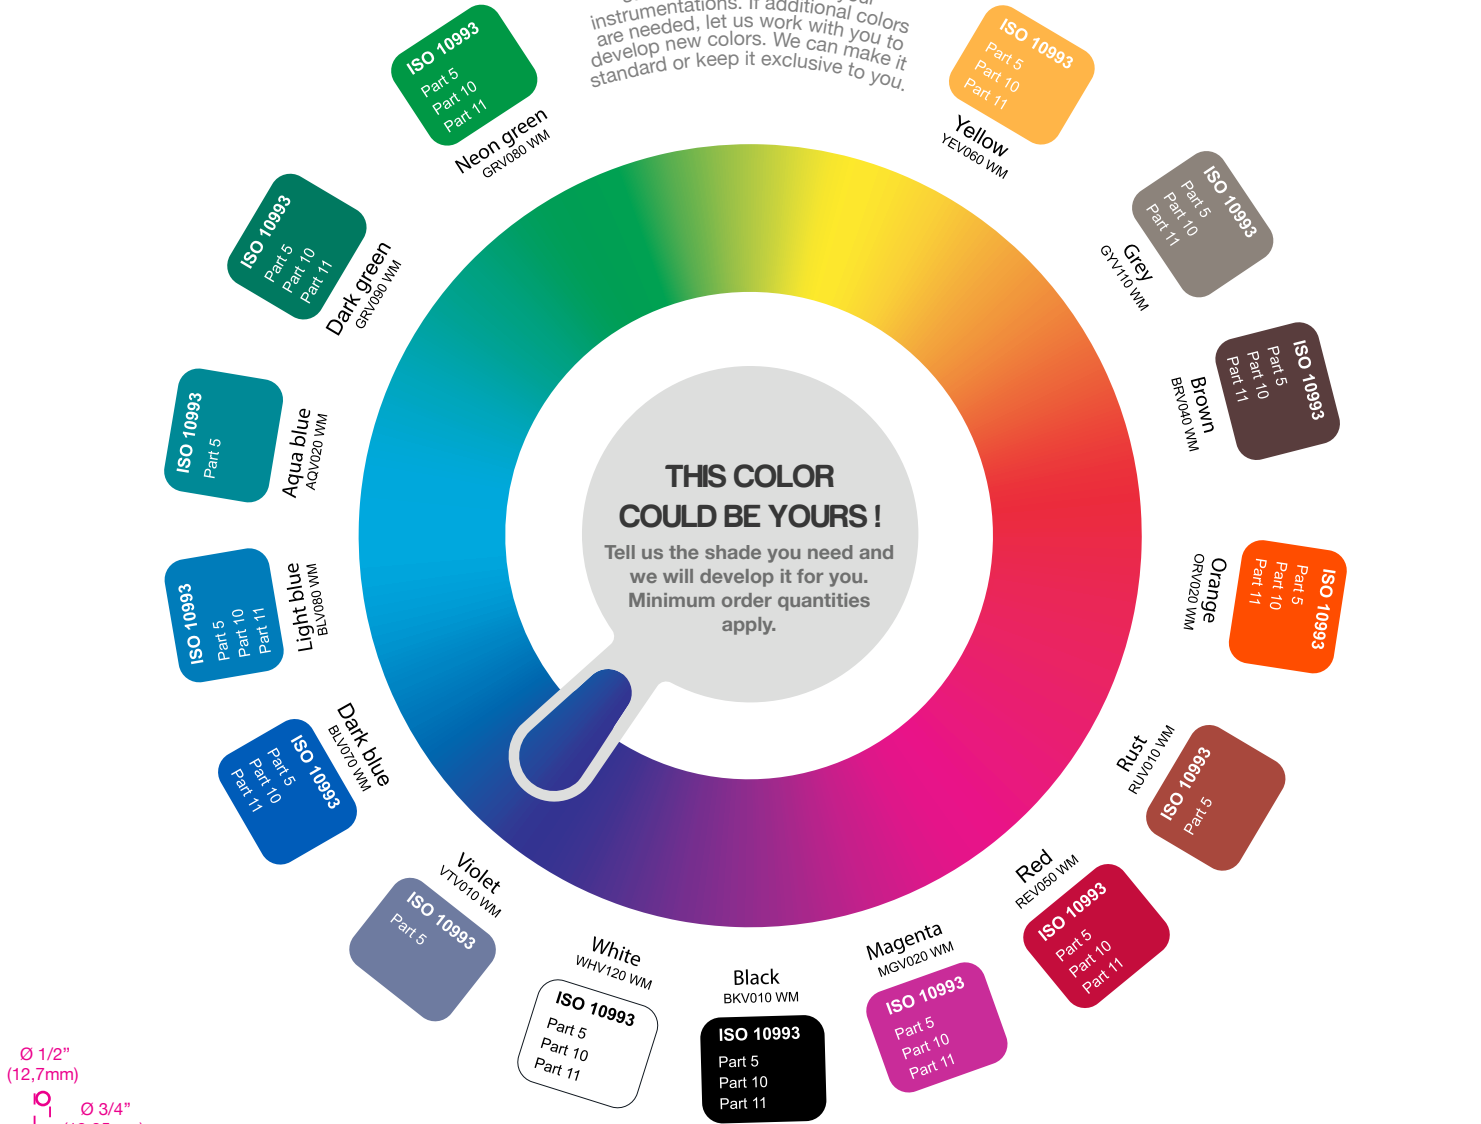 instrumentations. If additional colors
are needed, let us work with you to
develop new colors. We can make it
standard or keep it exclusive to you.
ISO 10993
Part 5
Part 10
Part 11
Neon green
GRV080 WM
ISO 10993
Part 5
Part 10
Part 11
Yellow
YEV060 WM
ISO 10993
Part 5
Part 10
Part 11
Dark green
GRV090 WM
ISO 10993
Part 5
Part 10
Part 11
Grey
GYV110 WM
ISO 10993
Part 5
Aqua blue
AQV020 WM
ISO 10993
Part 5
Part 10
Part 11
Brown
BRV040 WM
THIS COLOR
COULD BE YOURS !
Tell us the shade you need and
we will develop it for you.
Minimum order quantities
apply.
ISO 10993
Part 5
Part 10
Part 11
Light blue
BLV080 WM
ISO 10993
Part 5
Part 10
Part 11
Orange
ORV020 WM
ISO 10993
Part 5
Part 10
Part 11
Dark blue
BLV070 WM
Rust
RUV010 WM
ISO 10993
Part 5
Violet
VTV010 WM
ISO 10993
Part 5
Red
REV050 WM
ISO 10993
Part 5
Part 10
Part 11
White
WHV120 WM
ISO 10993
Part 5
Part 10
Part 11
Black
BKV010 WM
ISO 10993
Part 5
Part 10
Part 11
Magenta
MGV020 WM
ISO 10993
Part 5
Part 10
Part 11
Ø 1/2”
(12,7mm)
Ø 3/4”